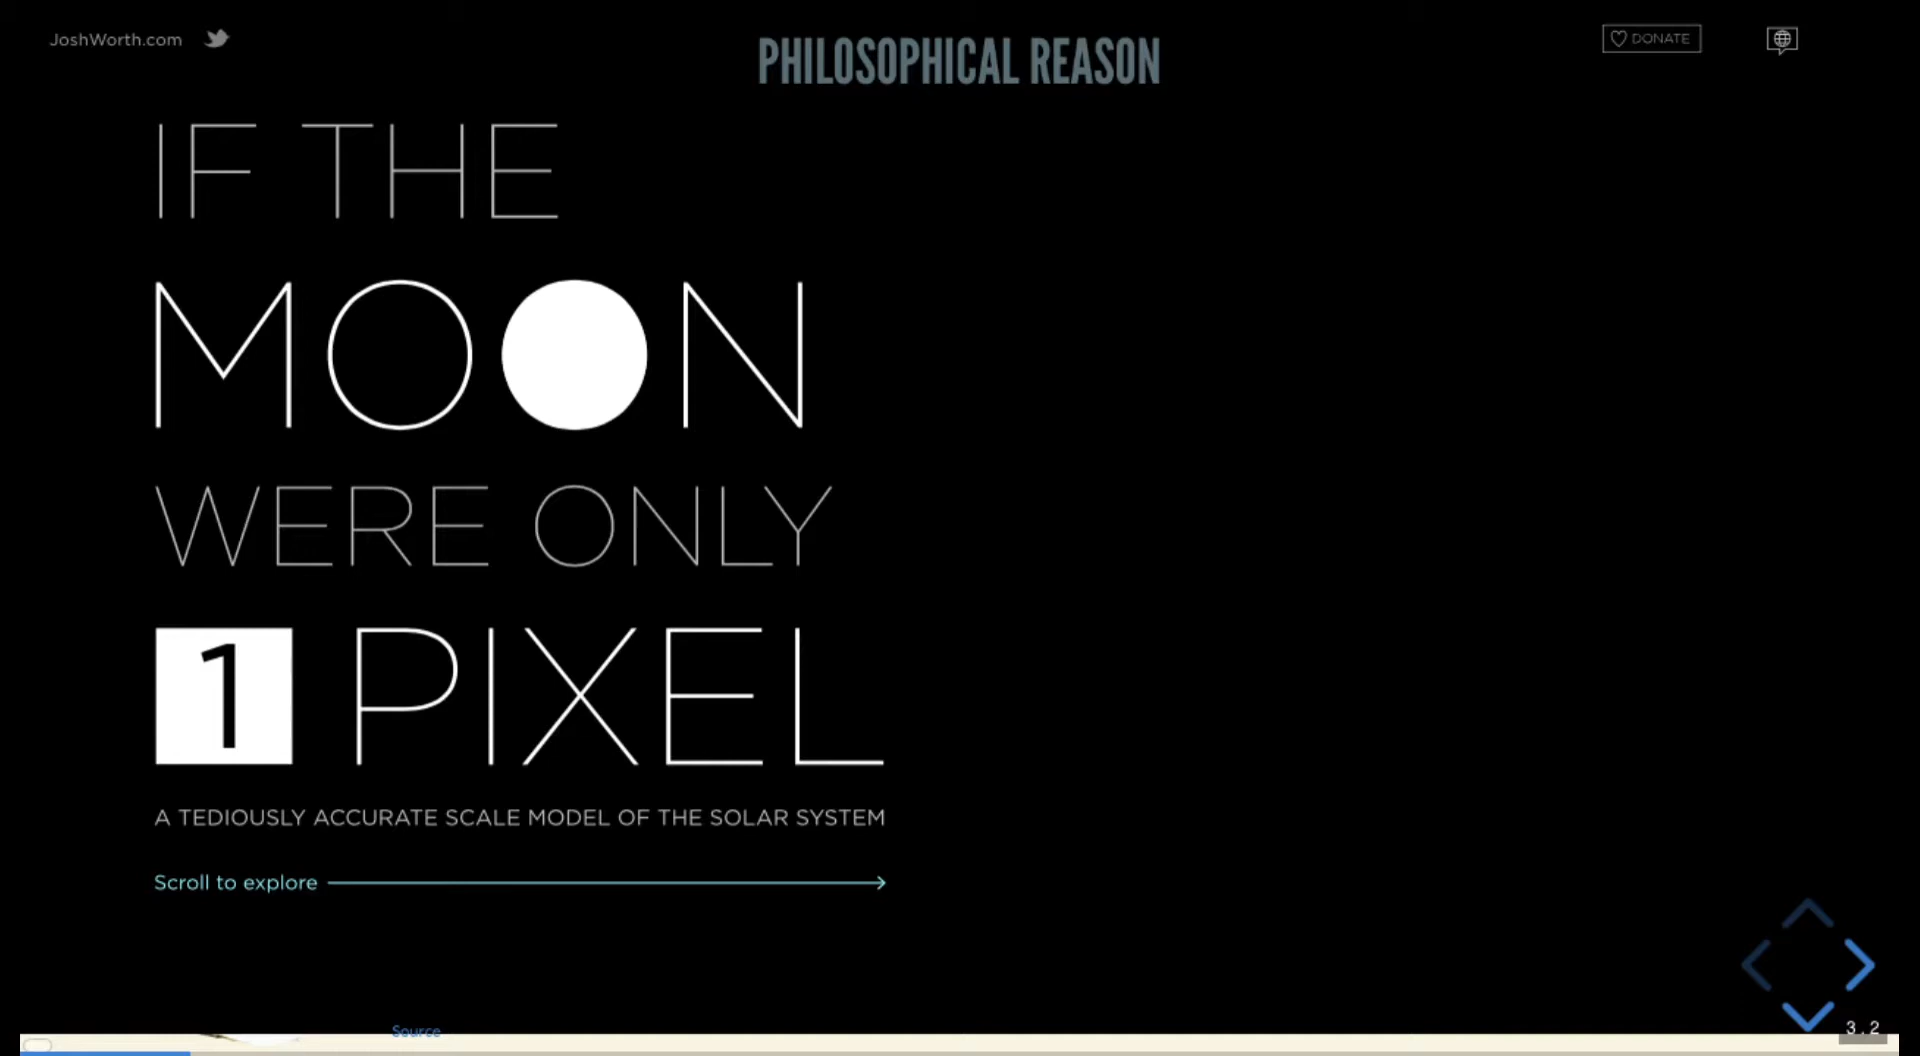 JoshWorth.com
PHILOSOPHICAL REASON
DONATE
IF THE
MOON
WERE ONLY
1 PIXEL
A TEDIOUSLY ACCURATE SCALE MODEL OF THE SOLAR SYSTEM
Scroll to explore
Source
3.2